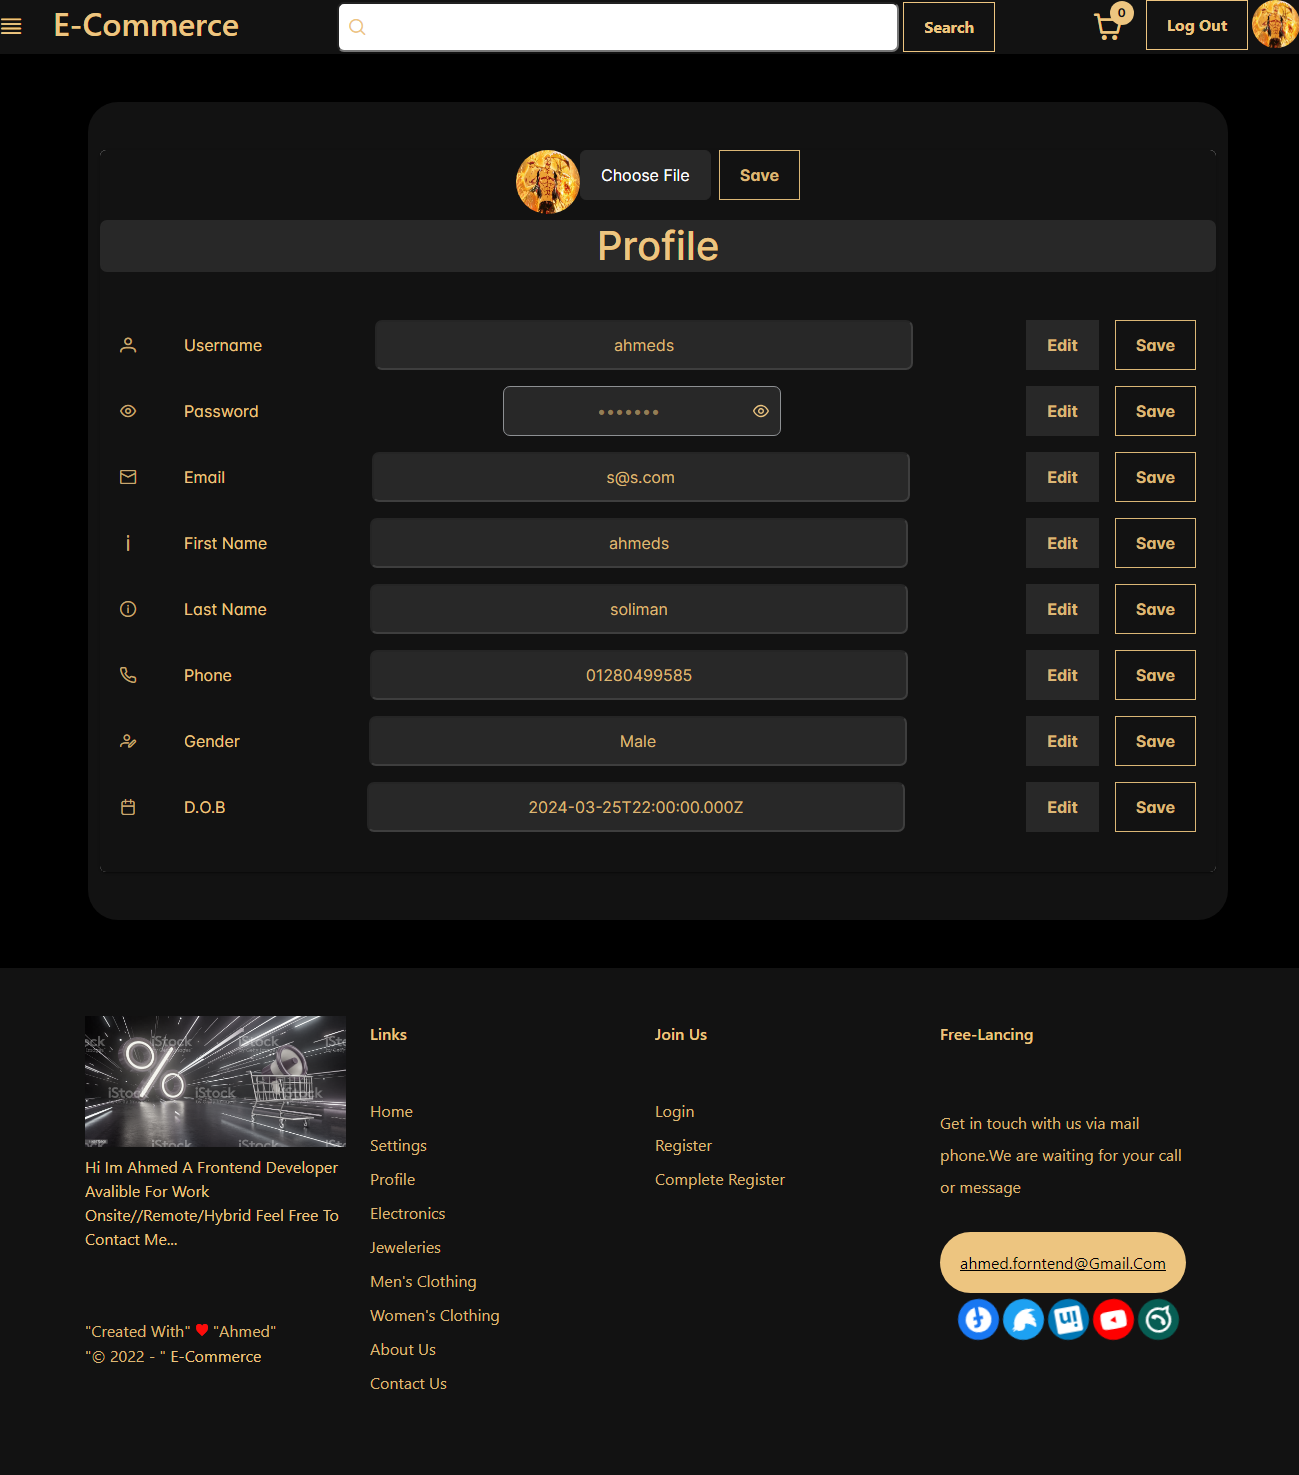 E-Commerce
Search
0
Log Out
Choose File
Save
Profile
Username
ahmeds
Edit
Save
Password
•••••••
Edit
Save
Email
s@s.com
Edit
Save
First Name
ahmeds
Edit
Save
Last Name
soliman
Edit
Save
Phone
01280499585
Edit
Save
Gender
Male
Edit
Save
D.O.B
2024-03-25T22:00:00.000Z
Edit
Save
iStock
iStock
iStock
iStock
iStock
Hi Im Ahmed A Frontend Developer
Avalible For Work
Onsite//Remote/Hybrid Feel Free To
Contact Me...
"Created With" ♥ "Ahmed"
"© 2022 - " E-Commerce
Links
Home
Settings
Profile
Electronics
Jeweleries
Men's Clothing
Women's Clothing
About Us
Contact Us
Join Us
Login
Register
Complete Register
Free-Lancing
Get in touch with us via mail
phone.We are waiting for your call
or message
ahmed.forntend@Gmail.Com